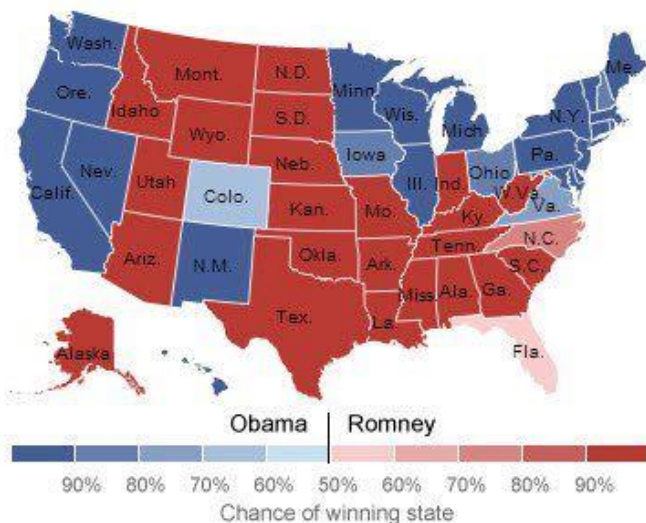 Wash.
Me.
Mont.
N.D.
Minn.
Ore.
Idaho
S.D.
Wis.
Mich.
N.Y.
Wyo.
Iowa
Pa.
Neb.
Nev.
Utah
Ill.
Ind.
Ohio
Calif.
Colo.
W.Va.
Va.
Kan.
Mo.
Ky.
N.C.
Ariz.
N.M.
Okla.
Ark.
Tenn.
S.C.
Miss.
Ala.
Ga.
Tex.
La.
Alaska
Fla.
Obama Romney
90% 80% 70% 60% 50% 60% 70% 80% 90%
Chance of winning state